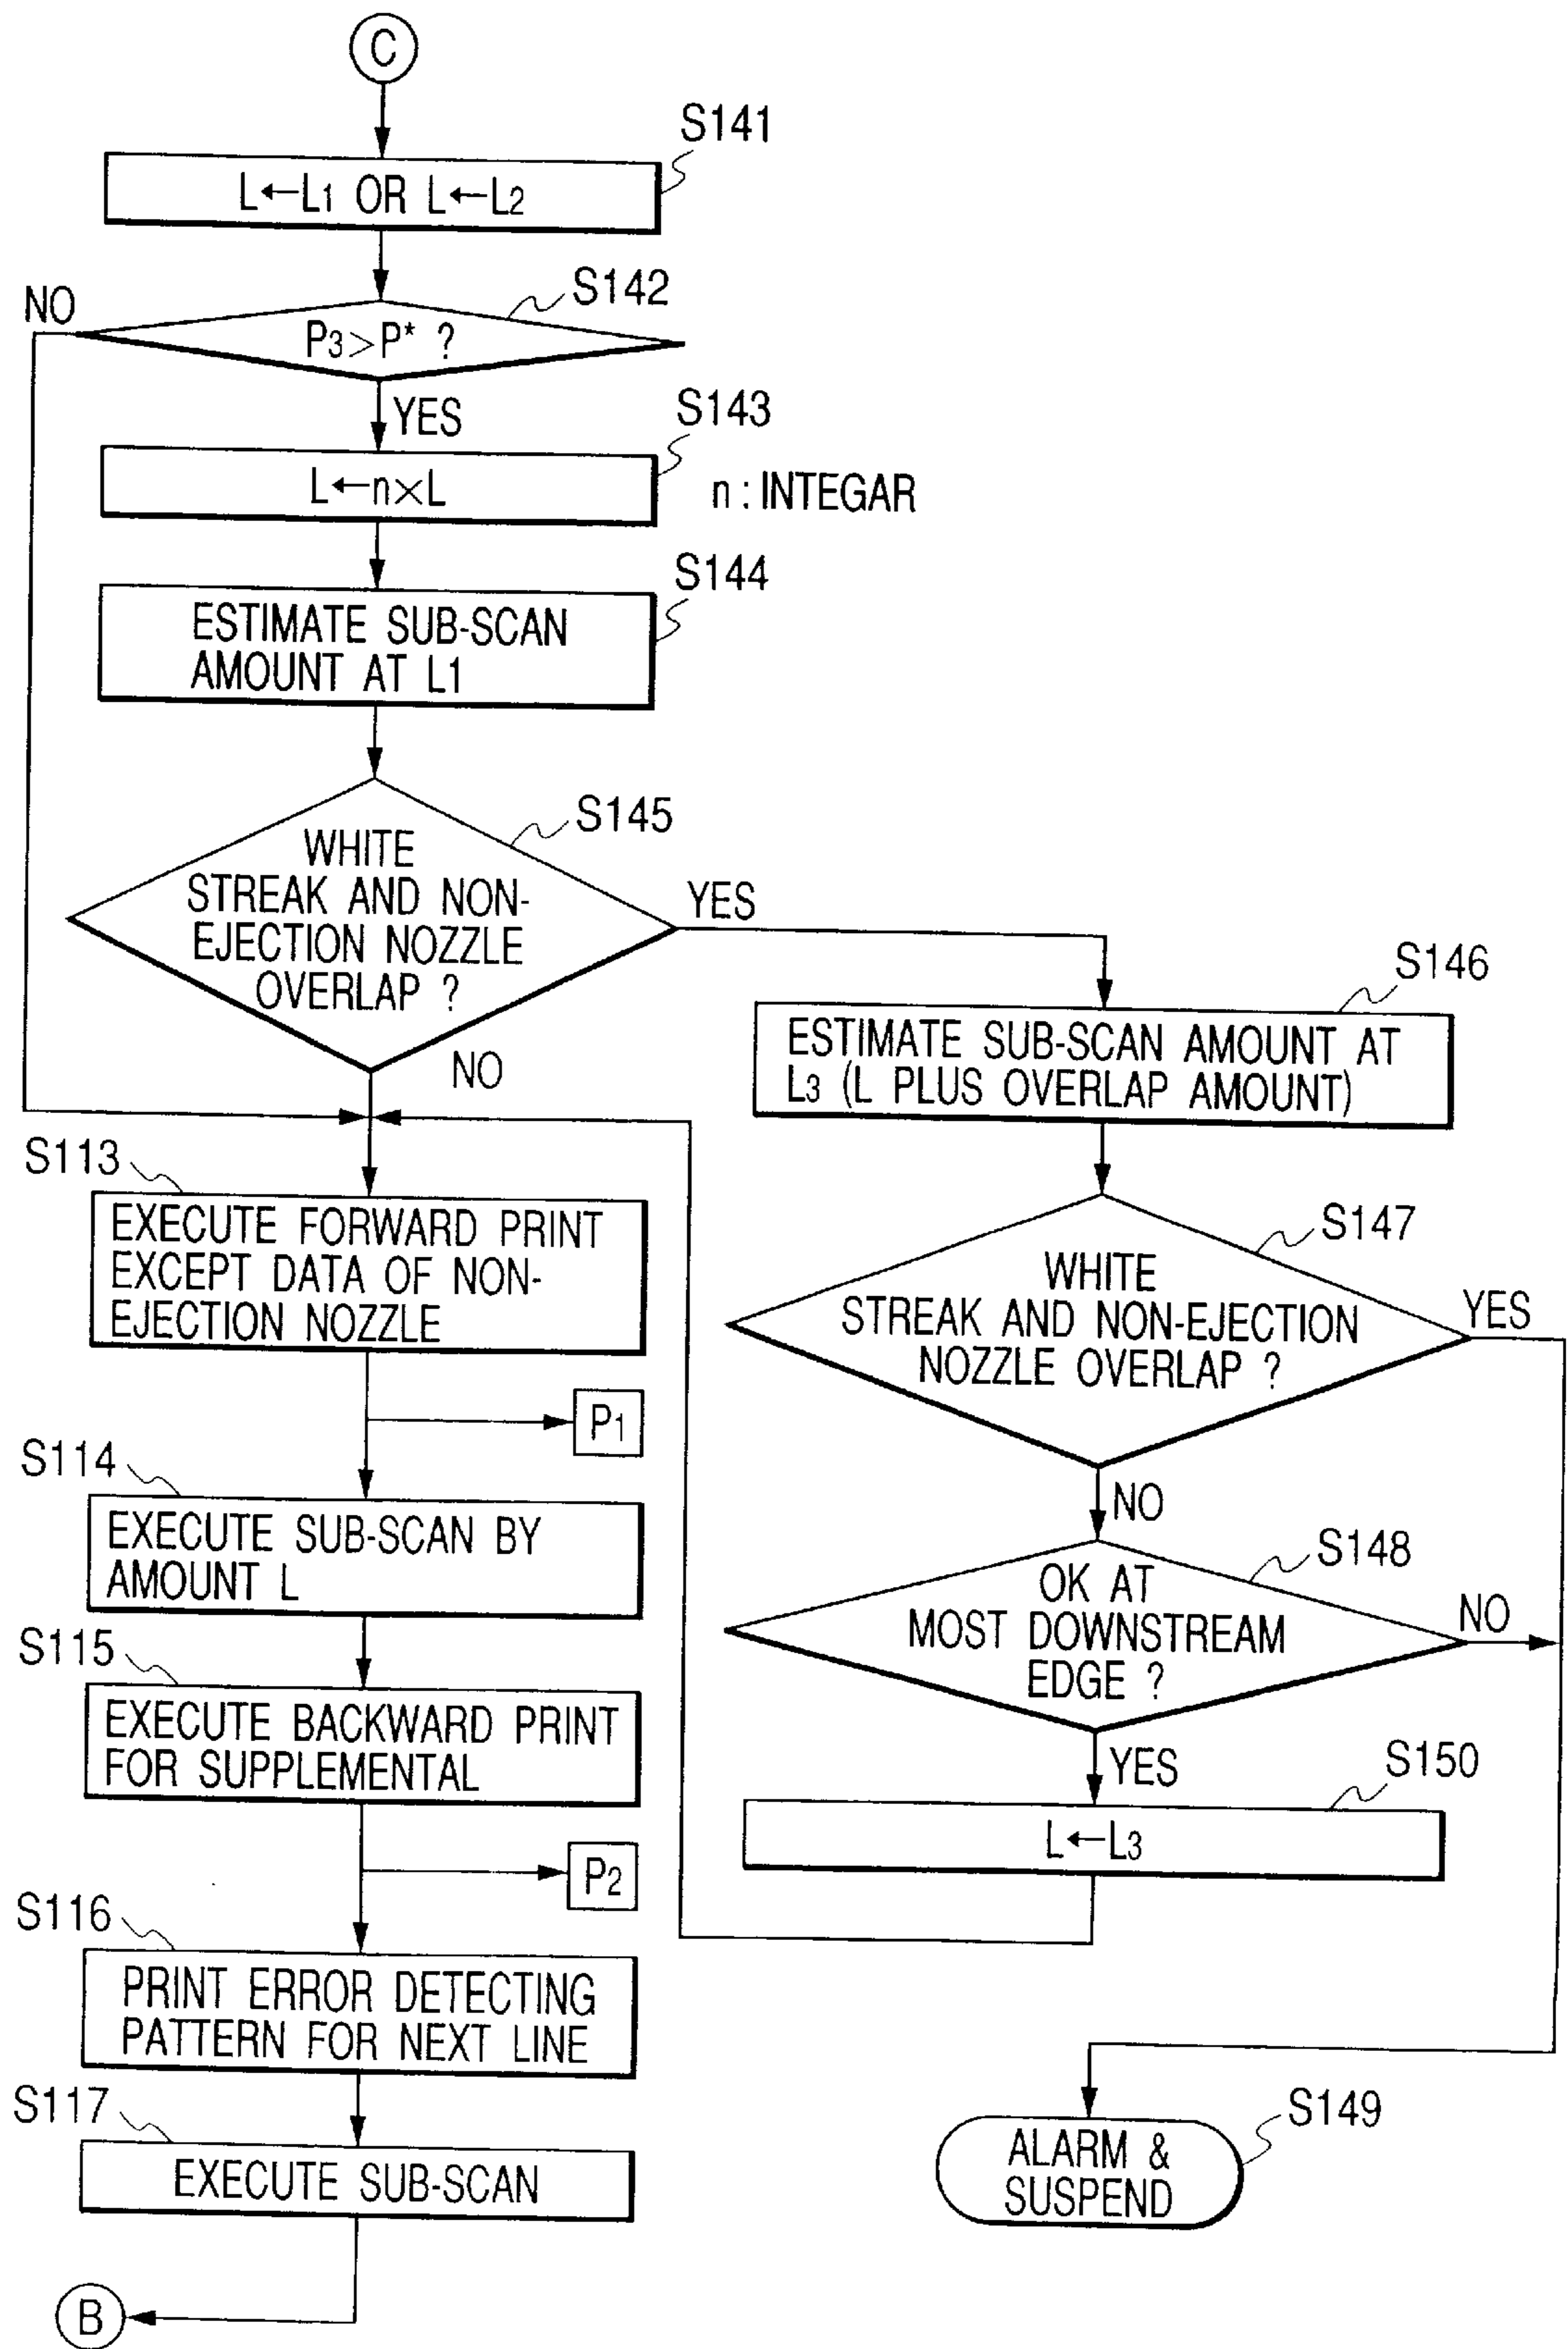 C
S141
L←L1 OR L←L2
S142
NO
P3>P* ?
YES
S143
L←n×L
n : INTEGAR
S144
ESTIMATE SUB-SCAN
AMOUNT AT L1
S145
WHITE
STREAK AND NON-
EJECTION NOZZLE
OVERLAP ?
YES
NO
S146
ESTIMATE SUB-SCAN AMOUNT AT
L3 (L PLUS OVERLAP AMOUNT)
S147
WHITE
STREAK AND NON-EJECTION
NOZZLE OVERLAP ?
YES
NO
S148
OK AT
MOST DOWNSTREAM
EDGE ?
NO
YES
S150
L←L3
S149
ALARM &
SUSPEND
S113
EXECUTE FORWARD PRINT
EXCEPT DATA OF NON-
EJECTION NOZZLE
P1
S114
EXECUTE SUB-SCAN BY
AMOUNT L
S115
EXECUTE BACKWARD PRINT
FOR SUPPLEMENTAL
P2
S116
PRINT ERROR DETECTING
PATTERN FOR NEXT LINE
S117
EXECUTE SUB-SCAN
B